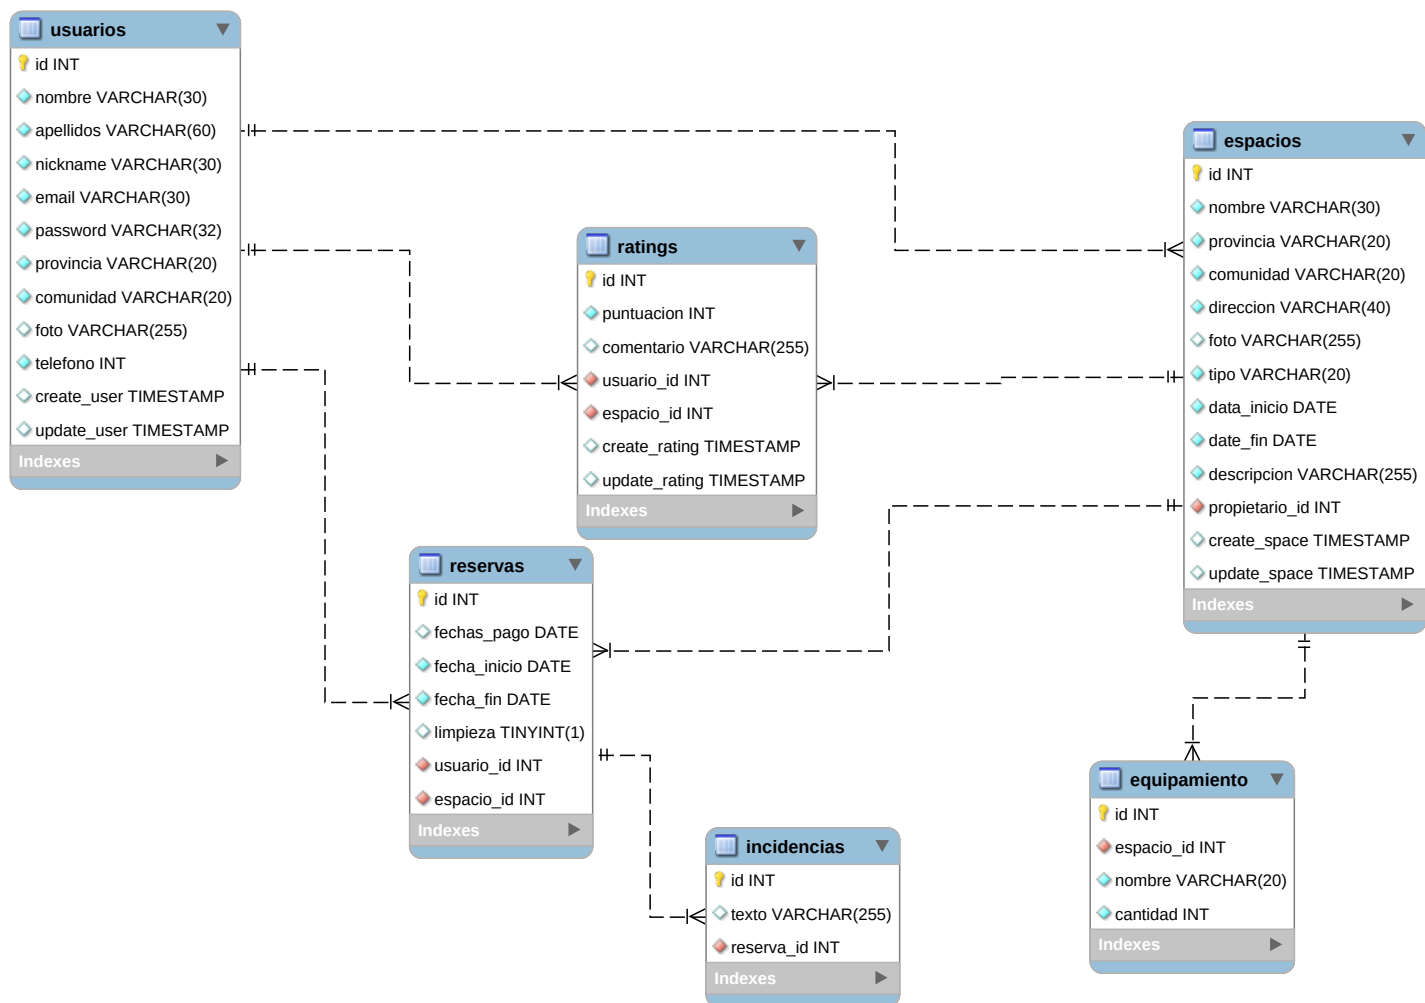 usuarios
id INT
nombre VARCHAR(30)
apellidos VARCHAR(60)
nickname VARCHAR(30)
email VARCHAR(30)
password VARCHAR(32)
provincia VARCHAR(20)
comunidad VARCHAR(20)
foto VARCHAR(255)
telefono INT
create_user TIMESTAMP
update_user TIMESTAMP
Indexes
ratings
id INT
puntuacion INT
comentario VARCHAR(255)
usuario_id INT
espacio_id INT
create_rating TIMESTAMP
update_rating TIMESTAMP
Indexes
espacios
id INT
nombre VARCHAR(30)
provincia VARCHAR(20)
comunidad VARCHAR(20)
direccion VARCHAR(40)
foto VARCHAR(255)
tipo VARCHAR(20)
data_inicio DATE
date_fin DATE
descripcion VARCHAR(255)
propietario_id INT
create_space TIMESTAMP
update_space TIMESTAMP
Indexes
reservas
id INT
fechas_pago DATE
fecha_inicio DATE
fecha_fin DATE
limpieza TINYINT(1)
usuario_id INT
espacio_id INT
Indexes
incidencias
id INT
texto VARCHAR(255)
reserva_id INT
Indexes
equipamiento
id INT
espacio_id INT
nombre VARCHAR(20)
cantidad INT
Indexes